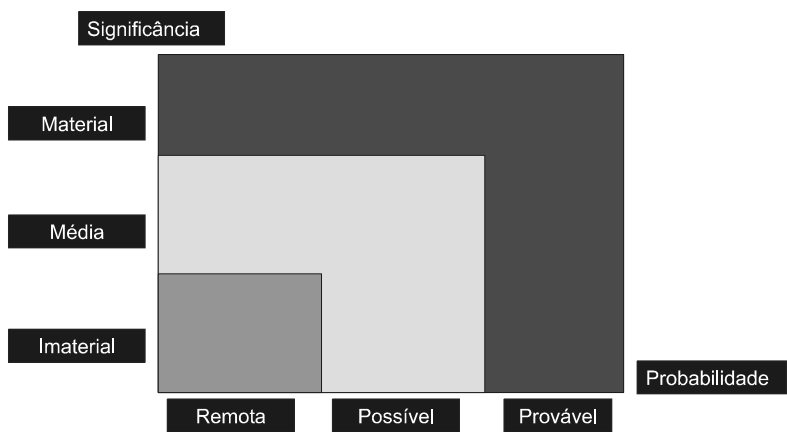 Significância
Material
Média
Imaterial
Probabilidade
Remota
Possível
Provável